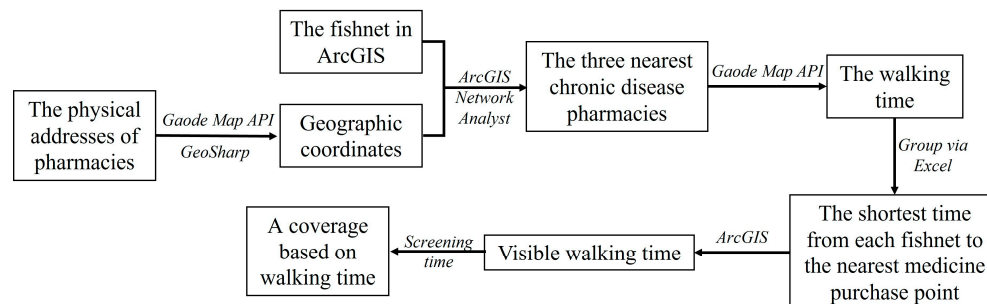 The fishnet in
ArcGIS
The physical
addresses of
pharmacies
Gaode Map API
GeoSharp
Geographic
coordinates
ArcGIS
Network
Analyst
The three nearest
chronic disease
pharmacies
Gaode Map API
The walking
time
Group via
Excel
The shortest time
from each fishnet to
the nearest medicine
purchase point
ArcGIS
Visible walking time
Screening
time
A coverage
based on
walking time